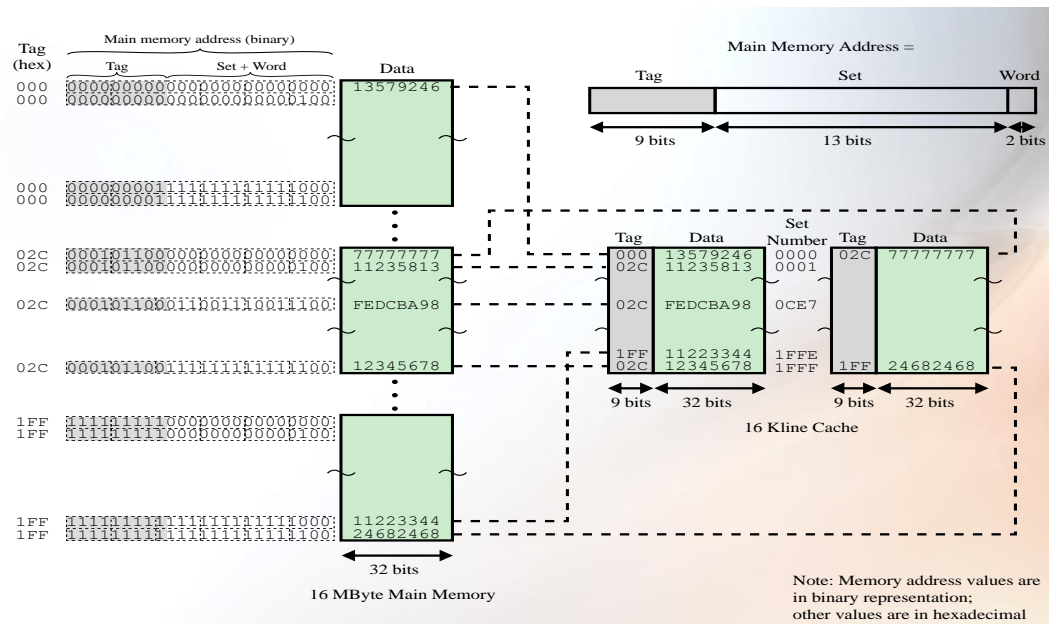 Tag
(hex)
Main memory address (binary)
Tag
Set + Word
Data
000 000000000000000000000000 13579246
000 000000000000000000000100
000 000000001111111111111000
000 000000001111111111111100
02C 000101100000000000000000 77777777
02C 000101100000000000000100 11235813
02C 000101100011001110011100 FEDCBA98
02C 000101100111111111111100 12345678
1FF 111111111000000000000000
1FF 111111111000000000000100
1FF 111111111111111111111000 11223344
1FF 111111111111111111111100 24682468
32 bits
16 MByte Main Memory
Main Memory Address =
Tag Set Word
9 bits 13 bits 2 bits
Set
Number
Tag Data Tag Data
000 13579246 0000 02C 77777777
02C 11235813 0001
02C FEDCBA98 0CE7
1FF 11223344 1FFE
02C 12345678 1FFF 1FF 24682468
9 bits 32 bits 9 bits 32 bits
16 Kline Cache
Note: Memory address values are
in binary representation;
other values are in hexadecimal